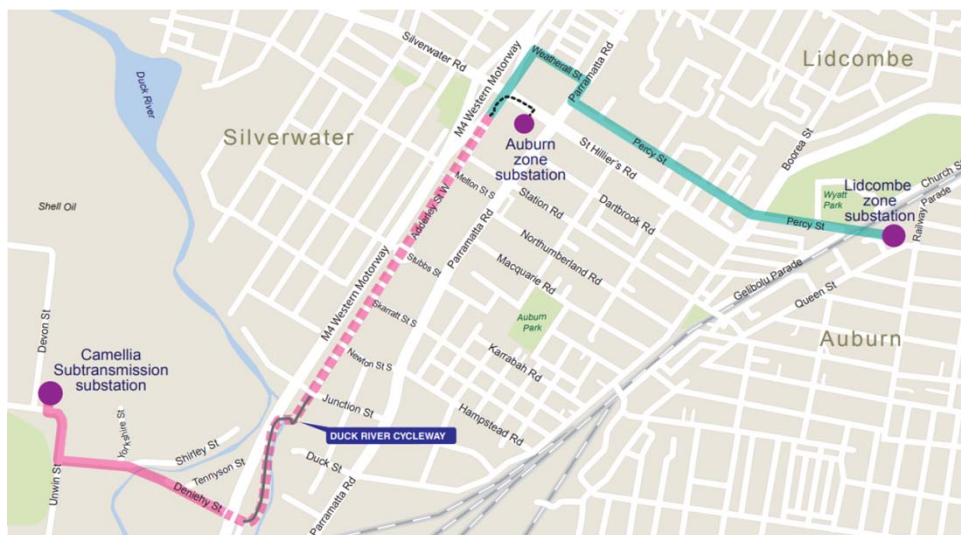 Silverwater Rd
Weatherall St
Parramatta Rd
Lidcombe
Duck River
M4 Western Motorway
Silverwater
Auburn
zone
substation
St Hillier's Rd
Percy St
Boorea St
Church St
Shell Oil
Melton St S
Station Rd
Dartbrook Rd
Wyatt
Park
Lidcombe
zone
substation
Railway Parade
Adderley St W
Parramatta Rd
Northumberland Rd
Percy St
Stubbs St
Macquarie Rd
Gelibolu Parade
Queen St
M4 Western Motorway
Skarratt St S
Auburn
Park
Auburn
Devon St
Camellia
Subtransmission
substation
Newton St S
Karrabah Rd
Junction St
Hampstead Rd
Yorkshire St
Shirley St
DUCK RIVER CYCLEWAY
Unwin St
Tennyson St
Duck St
Deniehy St
Parramatta Rd